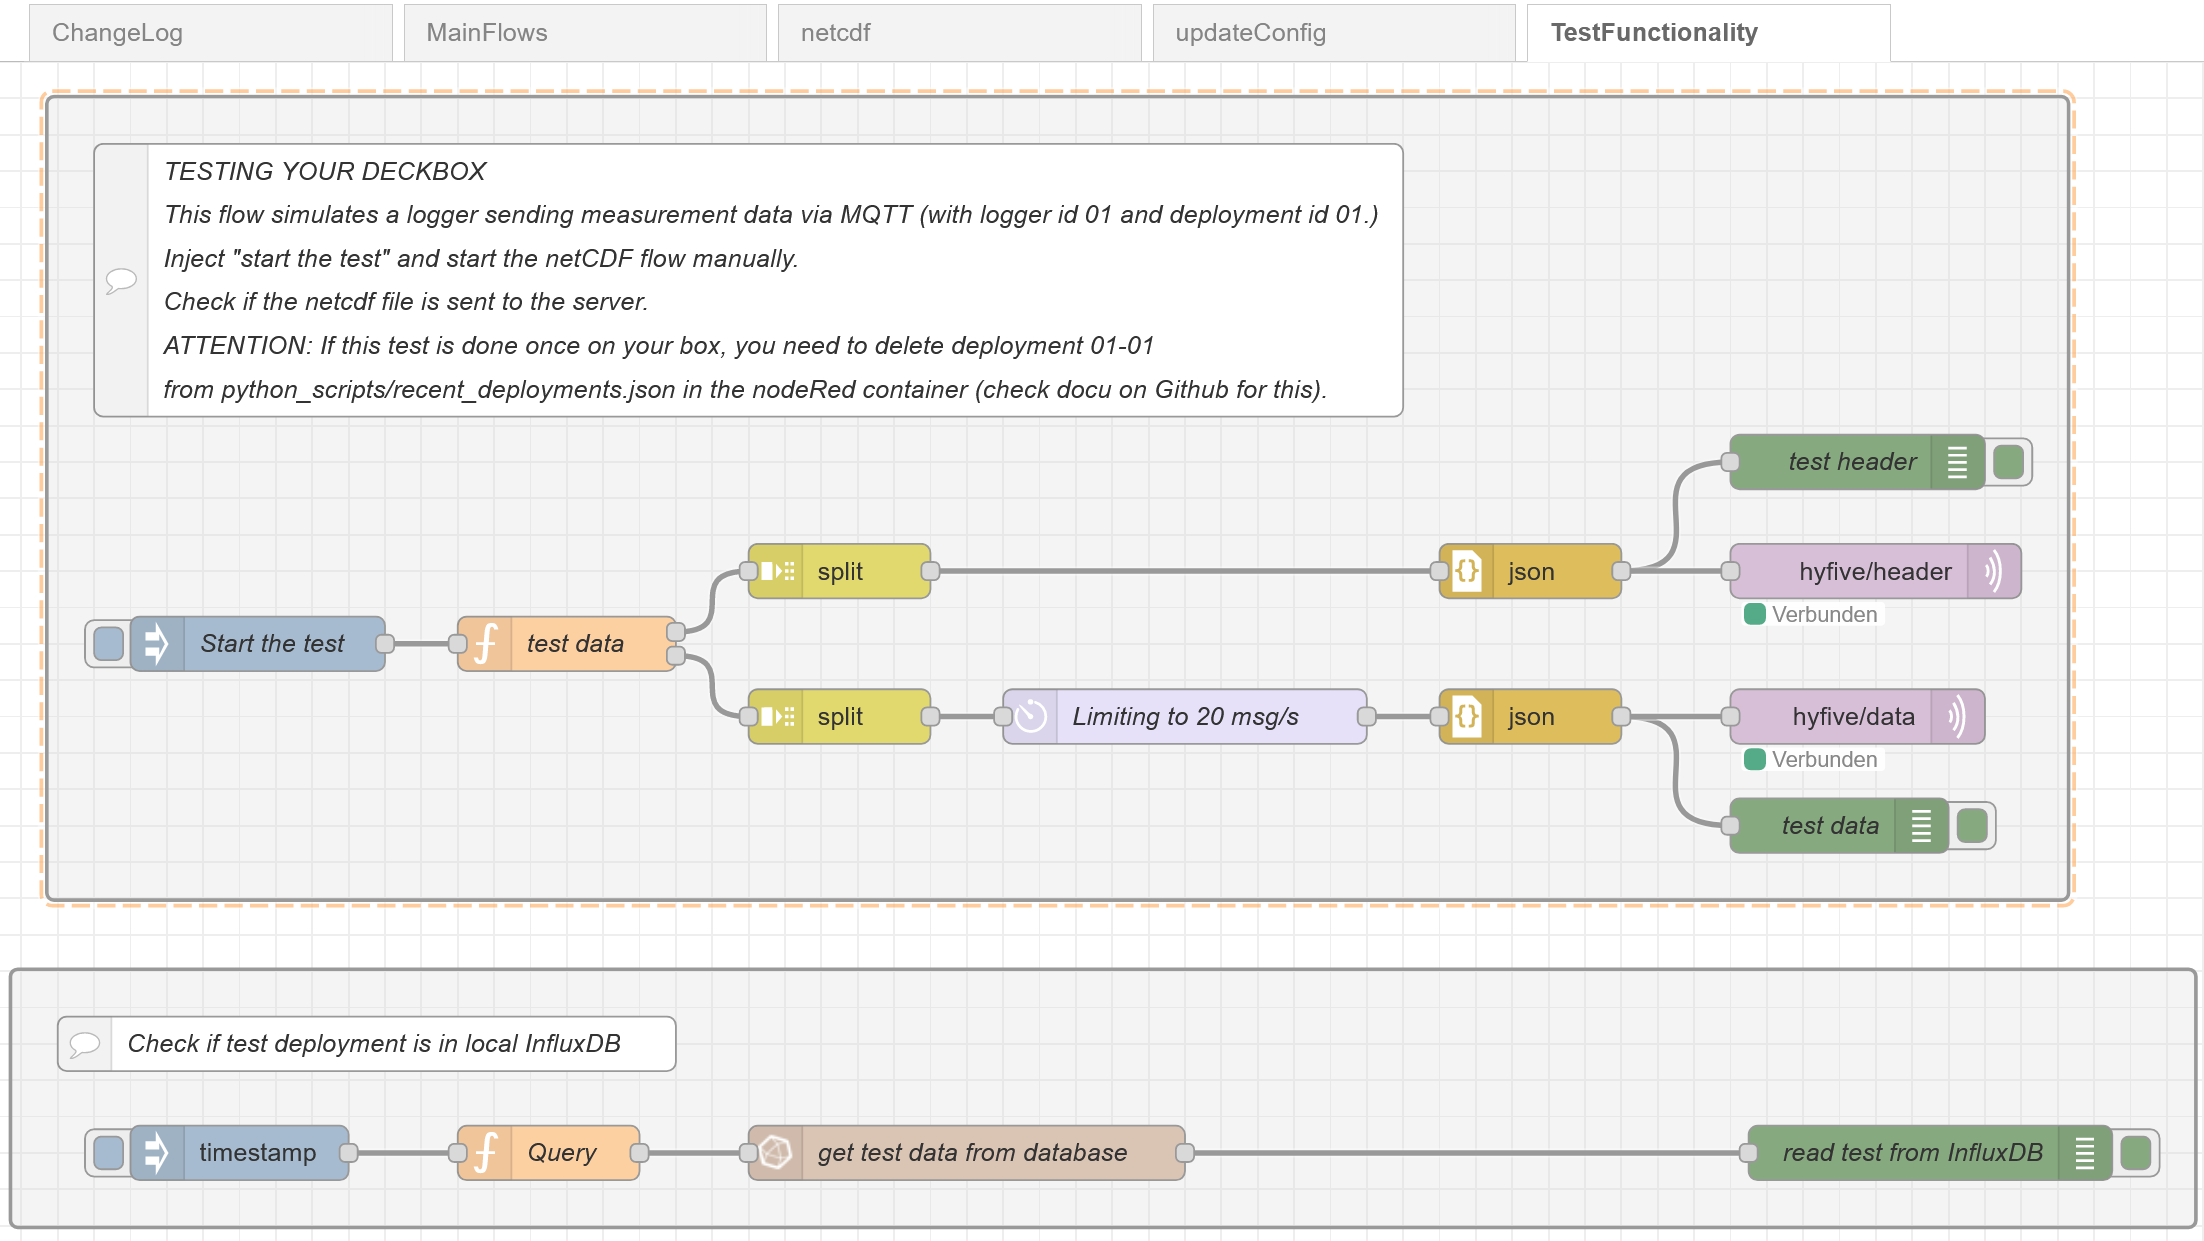 ChangeLog
MainFlows
netcdf
updateConfig
TestFunctionality
TESTING YOUR DECKBOX
This flow simulates a logger sending measurement data via MQTT (with logger id 01 and deployment id 01.)
Inject "start the test" and start the netCDF flow manually.
Check if the netcdf file is sent to the server.
ATTENTION: If this test is done once on your box, you need to delete deployment 01-01
from python_scripts/recent_deployments.json in the nodeRed container (check docu on Github for this).
test header
split
json
hyfive/header
Verbunden
Start the test
test data
split
Limiting to 20 msg/s
json
hyfive/data
Verbunden
test data
Check if test deployment is in local InfluxDB
timestamp
Query
get test data from database
read test from InfluxDB